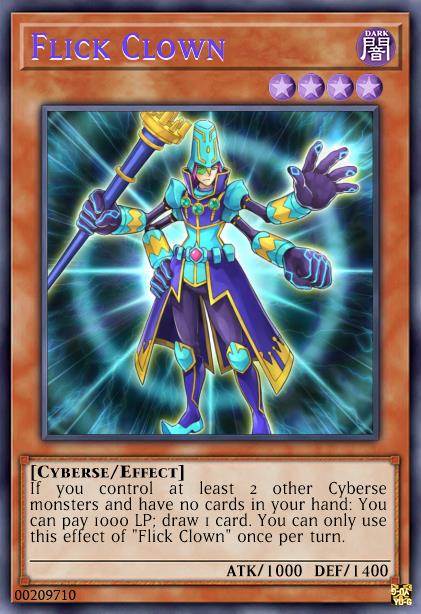 Flick Clown
DARK
闇
[Cyberse/Effect]
If you control at least 2 other Cyberse
monsters and have no cards in your hand: You
can pay 1000 LP; draw 1 card. You can only use
this effect of "Flick Clown" once per turn.
ATK/1000 DEF/1400
00209710